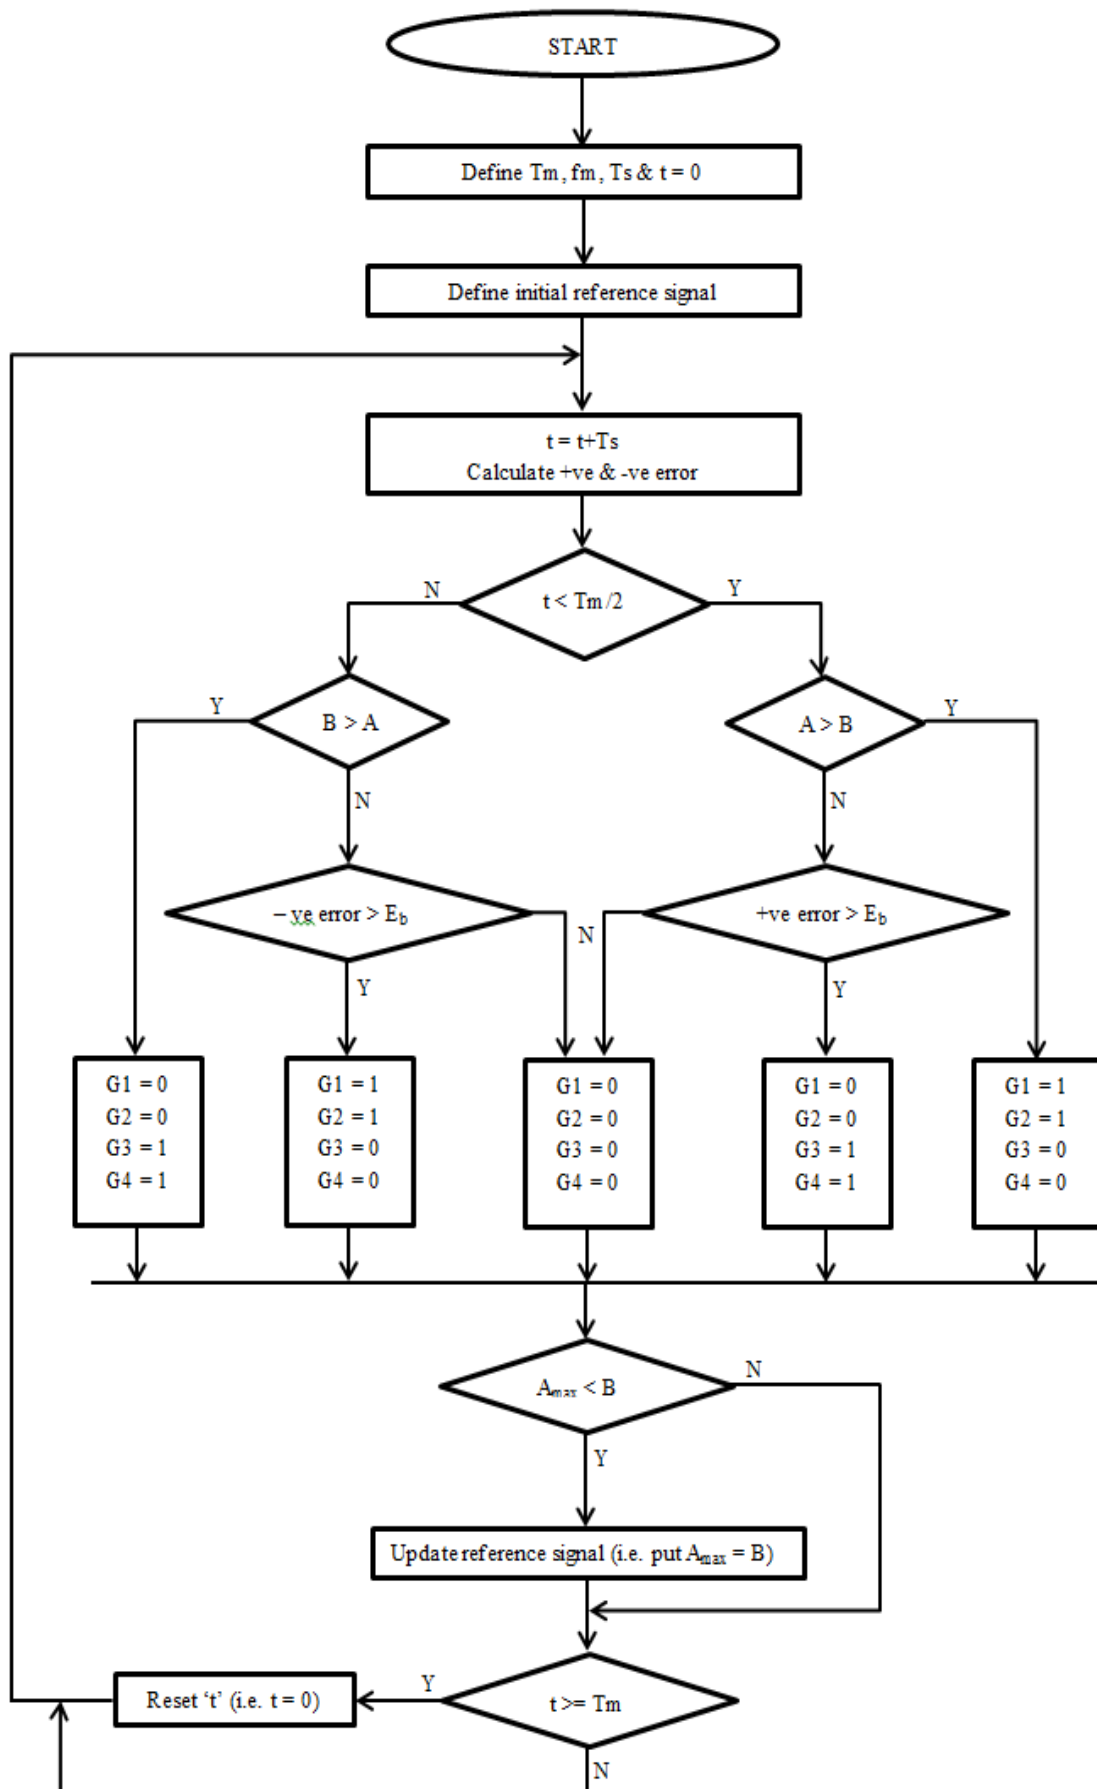 START
Define Tm, fm, Ts & t = 0
Define initial reference signal
t = t+Ts
Calculate +ve & -ve error
N
t < Tm/2
Y
Y
B > A
A > B
Y
N
N
– ve error > Eb
N
+ve error > Eb
Y
Y
G1 = 0
G2 = 0
G3 = 1
G4 = 1
G1 = 1
G2 = 1
G3 = 0
G4 = 0
G1 = 0
G2 = 0
G3 = 0
G4 = 0
G1 = 0
G2 = 0
G3 = 1
G4 = 1
G1 = 1
G2 = 1
G3 = 0
G4 = 0
Amax < B
N
Y
Update reference signal (i.e. put Amax = B)
Reset ‘t’ (i.e. t = 0)
Y
t >= Tm
N